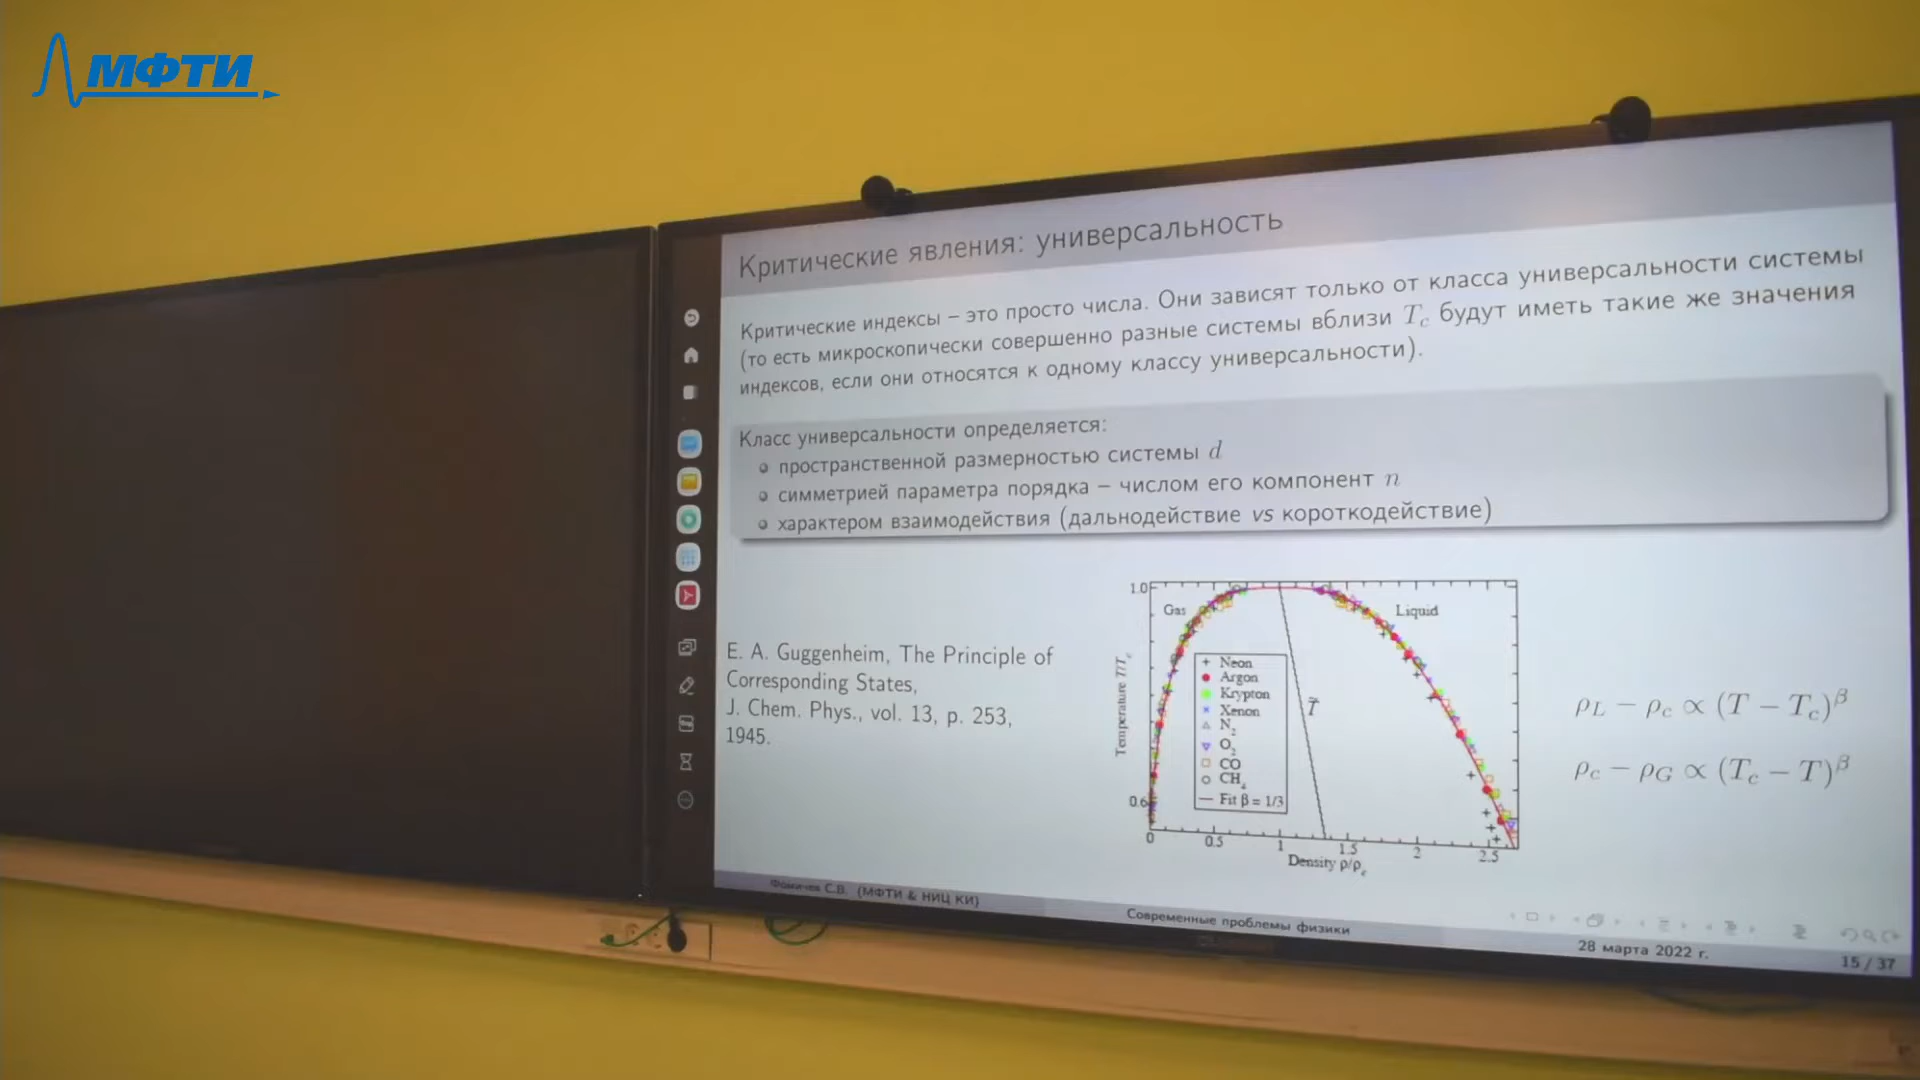 МФТИ
Критические явления: универсальность
Критические индексы – это просто числа. Они зависят только от класса универсальности системы
(то есть микроскопически совершенно разные системы вблизи T_c будут иметь такие же значения
индексов, если они относятся к одному классу универсальности).
Класс универсальности определяется:
пространственной размерностью системы d
симметрией параметра порядка – числом его компонент n
характером взаимодействия (дальнодействие vs короткодействие)
E. A. Guggenheim, The Principle of
Corresponding States,
J. Chem. Phys., vol. 13, p. 253,
1945.
1.0
Gas
Liquid
Neon
Argon
Krypton
Xenon
N₂
O₂
CO
CH₄
Fit β = 1/3
T̃
Temperature T/T_c
0.6
0 0.5 1 1.5 2 2.5
Density ρ/ρ_c
ρ_L − ρ_c ∝ (T − T_c)^β
ρ_c − ρ_G ∝ (T_c − T)^β
Фомичев С.В. (МФТИ & НИЦ КИ)
Современные проблемы физики
28 марта 2022 г.
15 / 37